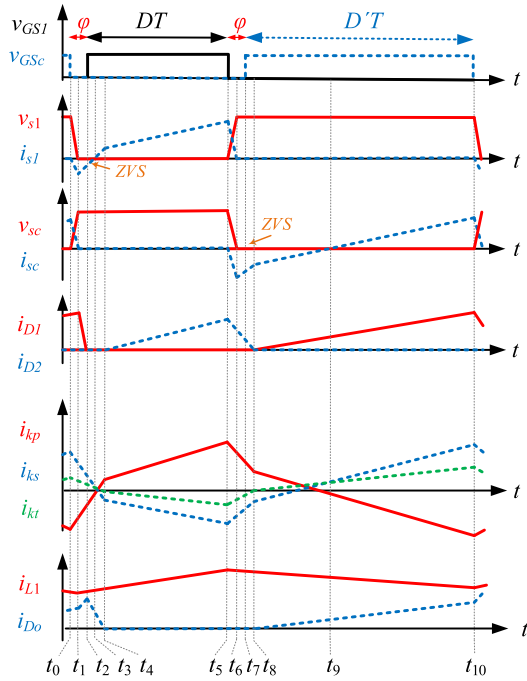 φ DT φ D′T
v_GS1
v_GSc
t
v_s1
i_s1
ZVS
t
v_sc
i_sc
ZVS
t
i_D1
i_D2
t
i_kp
i_ks
i_kt
t
i_L1
i_Do
t
t_0 t_1 t_2 t_3 t_4 t_5 t_6 t_7 t_8 t_9 t_10